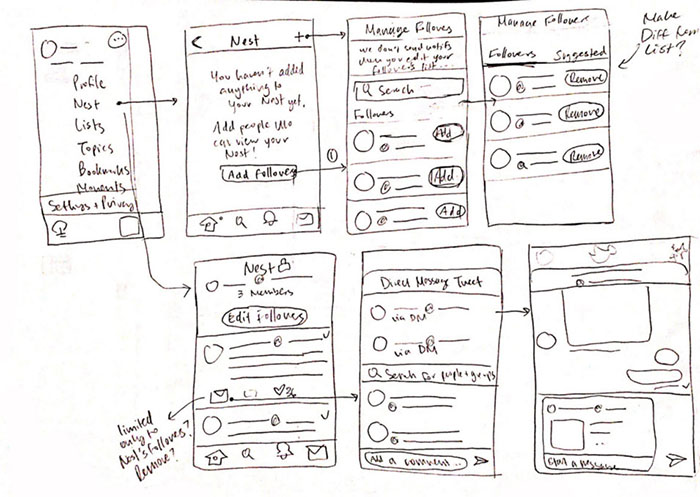 Profile
Nest
Lists
Topics
Bookmarks
Moments
Settings + Privacy
Nest
You haven't added
anything to
your Nest yet.
Add people who
can view your
Nest!
Add Followers
1
Manage Followers
we don't send notifs
when you edit your
followers list...
Search
Followers
Add
Add
Add
Manage Followers
Followers Suggested
Remove
Remove
Remove
Make
Diff from
List?
Nest
3 Members
Edit Followers
36
limited
only to
Nest's Followers?
Remove?
Direct Message Tweet
via DM
via DM
Search for people + groups
Add a comment...
Start a message